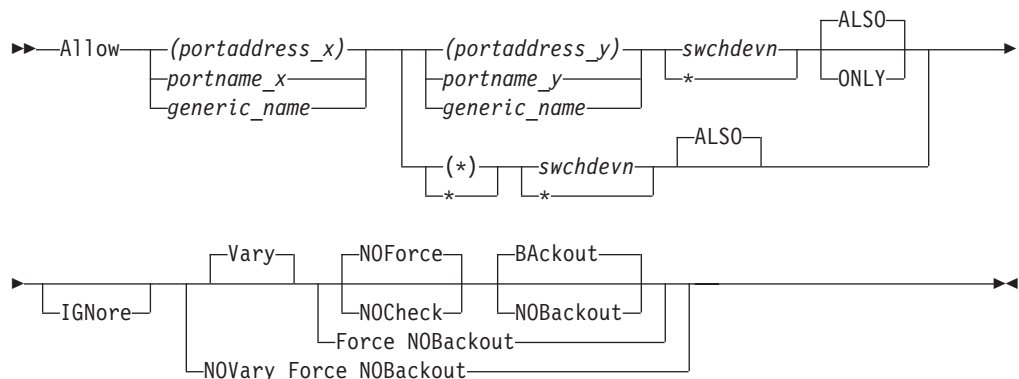 ALSO
Allow (portaddress_x) (portaddress_y) swchdevn
portname_x portname_y * ONLY
generic_name generic_name
ALSO
(*) swchdevn
* *
Vary NOForce BAckout
IGNore NOCheck NOBackout
Force NOBackout
NOVary Force NOBackout